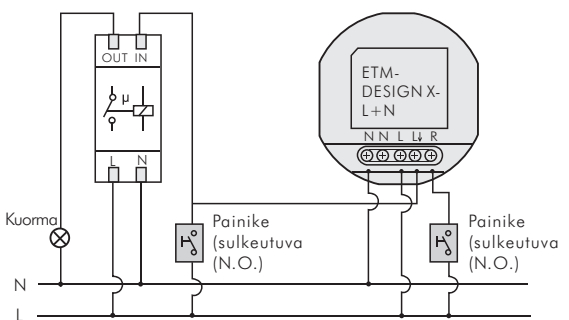 OUT IN
µ
L N
ETM-
DESIGN X-
L+N
N N L L↓ R
Kuorma
Painike
(sulkeutuva
(N.O.)
Painike
(sulkeutuva
(N.O.)
N
L